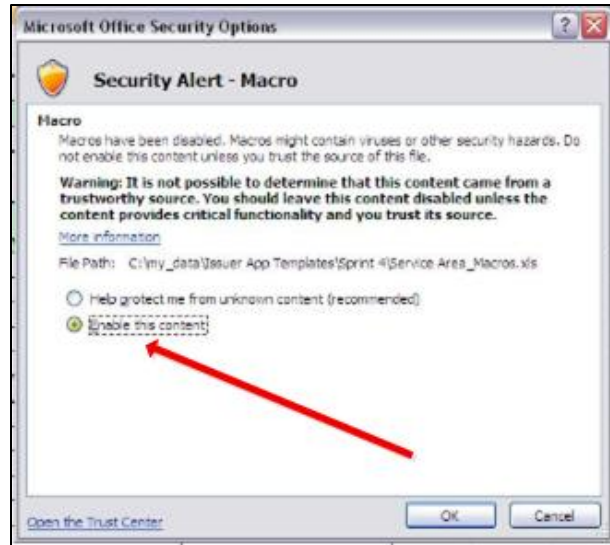 Microsoft Office Security Options
Security Alert - Macro
Macro
Macros have been disabled. Macros might contain viruses or other security hazards. Do
not enable this content unless you trust the source of this file.
Warning: It is not possible to determine that this content came from a
trustworthy source. You should leave this content disabled unless the
content provides critical functionality and you trust its source.
More information
File Path: C:\my_data\Issuer App Templates\Sprint 4\Service Area_Macros.xls
Help protect me from unknown content (recommended)
Enable this content
Open the Trust Center
OK Cancel